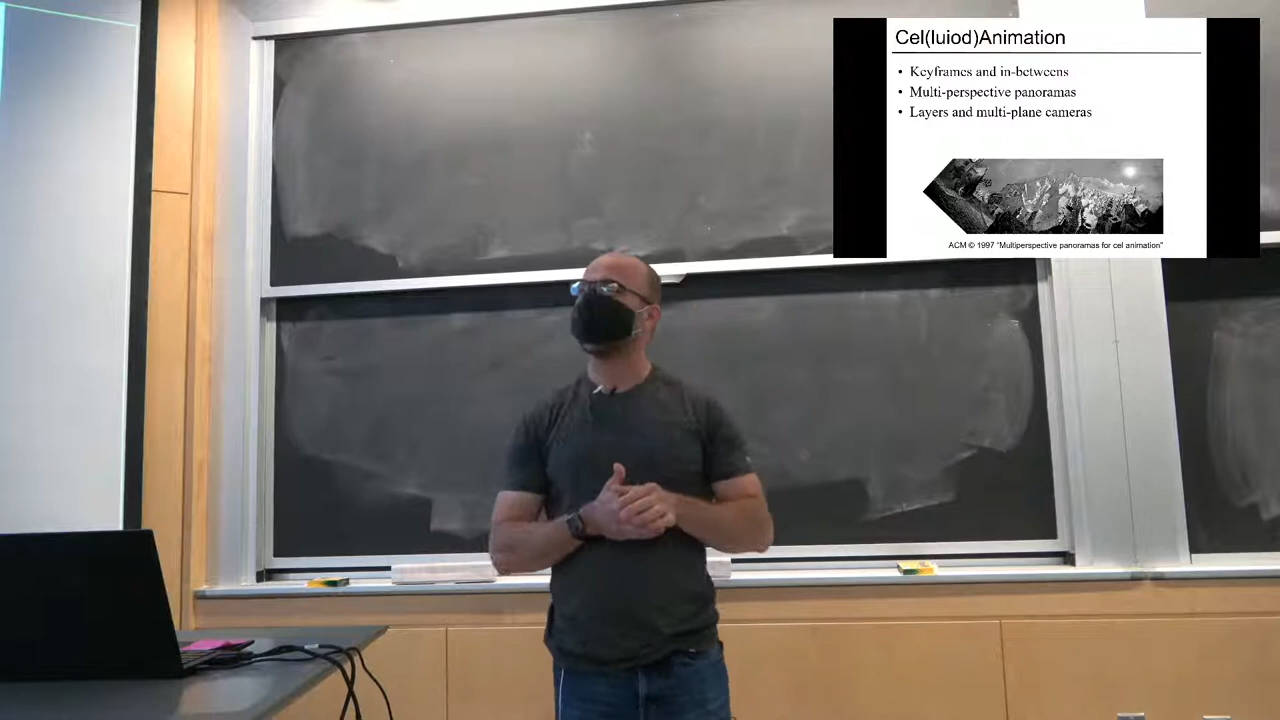 Cel(luiod)Animation
• Keyframes and in-betweens
• Multi-perspective panoramas
• Layers and multi-plane cameras
ACM © 1997 "Multiperspective panoramas for cel animation"